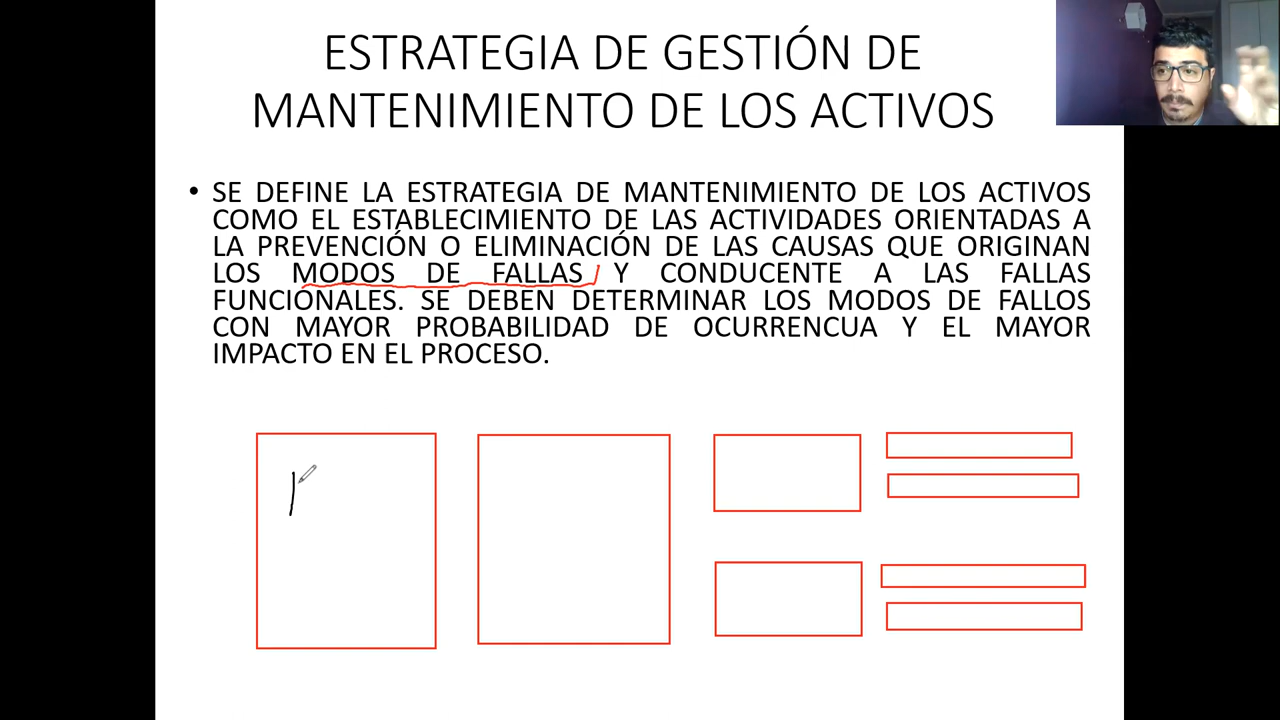 ESTRATEGIA DE GESTIÓN DE
MANTENIMIENTO DE LOS ACTIVOS
• SE DEFINE LA ESTRATEGIA DE MANTENIMIENTO DE LOS ACTIVOS
COMO EL ESTABLECIMIENTO DE LAS ACTIVIDADES ORIENTADAS A
LA PREVENCIÓN O ELIMINACIÓN DE LAS CAUSAS QUE ORIGINAN
LOS MODOS DE FALLAS Y CONDUCENTE A LAS FALLAS
FUNCIONALES. SE DEBEN DETERMINAR LOS MODOS DE FALLOS
CON MAYOR PROBABILIDAD DE OCURRENCUA Y EL MAYOR
IMPACTO EN EL PROCESO.